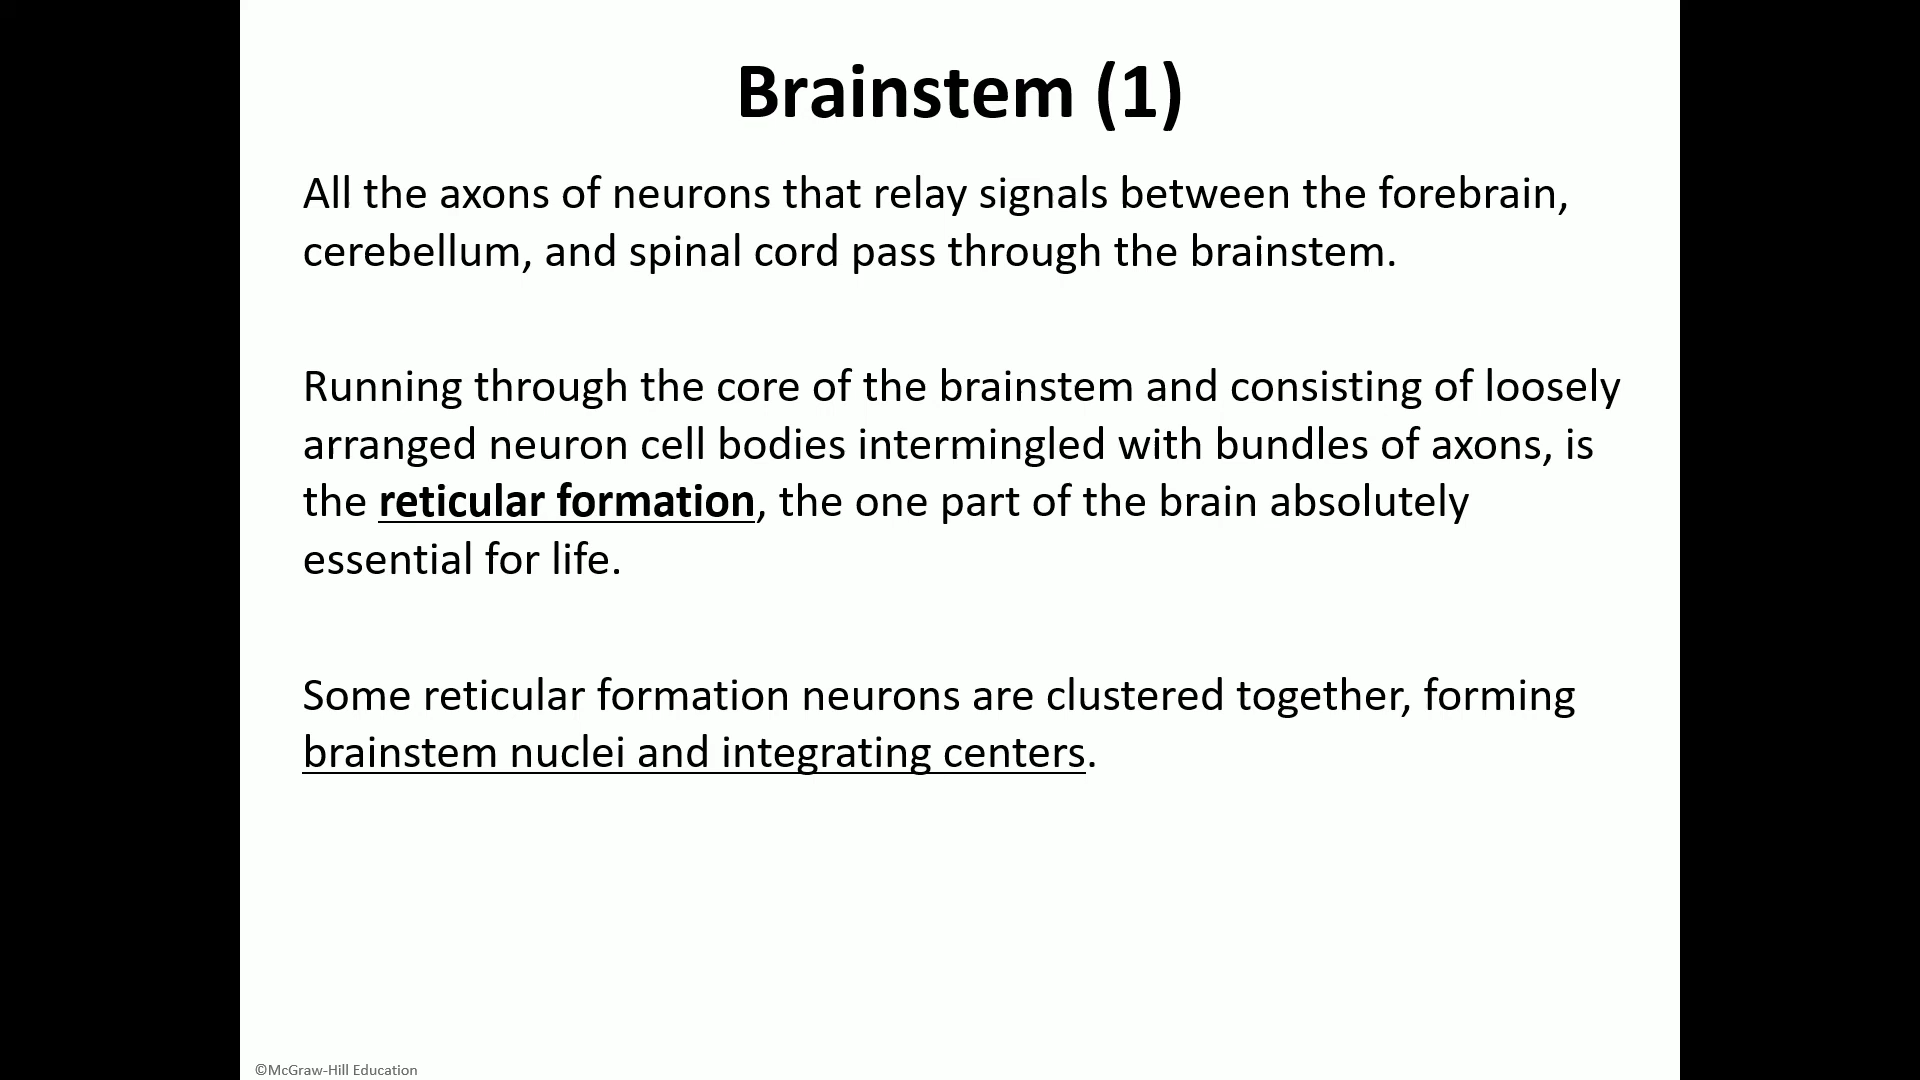 Brainstem (1)
All the axons of neurons that relay signals between the forebrain,
cerebellum, and spinal cord pass through the brainstem.
Running through the core of the brainstem and consisting of loosely
arranged neuron cell bodies intermingled with bundles of axons, is
the reticular formation, the one part of the brain absolutely
essential for life.
Some reticular formation neurons are clustered together, forming
brainstem nuclei and integrating centers.
©McGraw-Hill Education